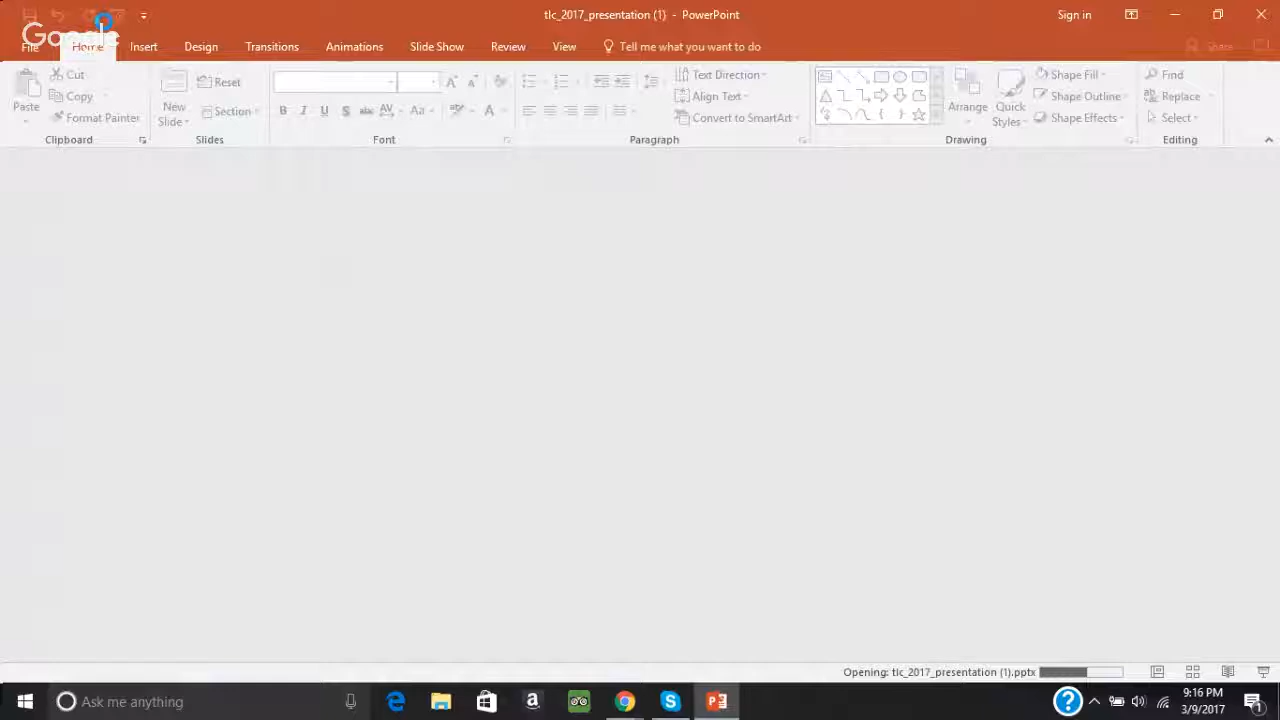 tlc_2017_presentation (1) - PowerPoint
Sign in
Google
File
Home
Insert
Design
Transitions
Animations
Slide Show
Review
View
Tell me what you want to do
Share
Paste
Cut
Copy
Format Painter
Clipboard
New
Slide
Reset
Section
Slides
Font
Text Direction
Align Text
Convert to SmartArt
Paragraph
Arrange
Quick
Styles
Shape Fill
Shape Outline
Shape Effects
Drawing
Find
Replace
Select
Editing
Opening: tlc_2017_presentation (1).pptx
Ask me anything
9:16 PM
3/9/2017